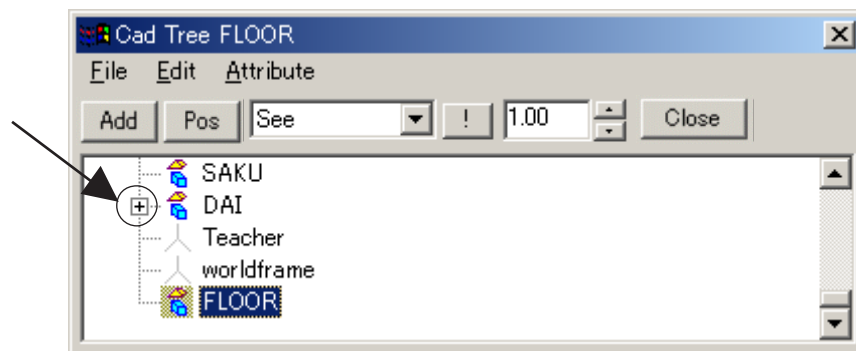 Cad Tree FLOOR
File Edit Attribute
Add Pos See ! 1.00 Close
SAKU
DAI
Teacher
worldframe
FLOOR